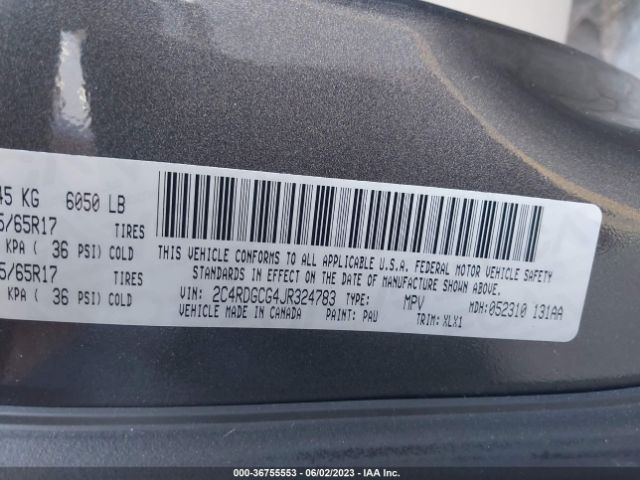 45 KG 6050 LB
5/65R17 TIRES
KPA ( 36 PSI) COLD
5/65R17 TIRES
KPA ( 36 PSI) COLD
THIS VEHICLE CONFORMS TO ALL APPLICABLE U.S.A. FEDERAL MOTOR VEHICLE SAFETY
STANDARDS IN EFFECT ON THE DATE OF MANUFACTURE SHOWN ABOVE.
VIN: 2C4RDGCG4JR324783 TYPE: MPV MDH:052310 131AA
VEHICLE MADE IN CANADA PAINT: PAU TRIM: XLX1
000-36755553 - 06/02/2023 - IAA Inc.